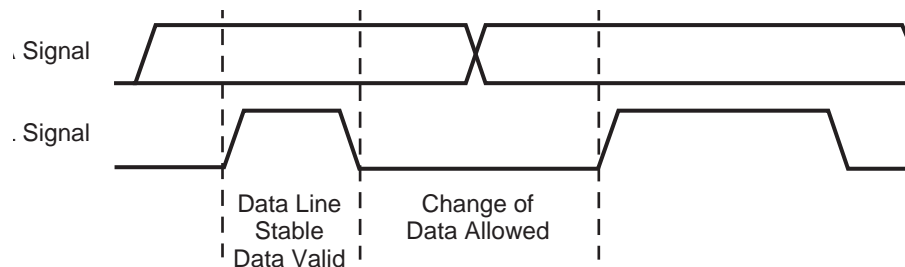 Signal
Signal
Data Line
Stable
Data Valid
Change of
Data Allowed